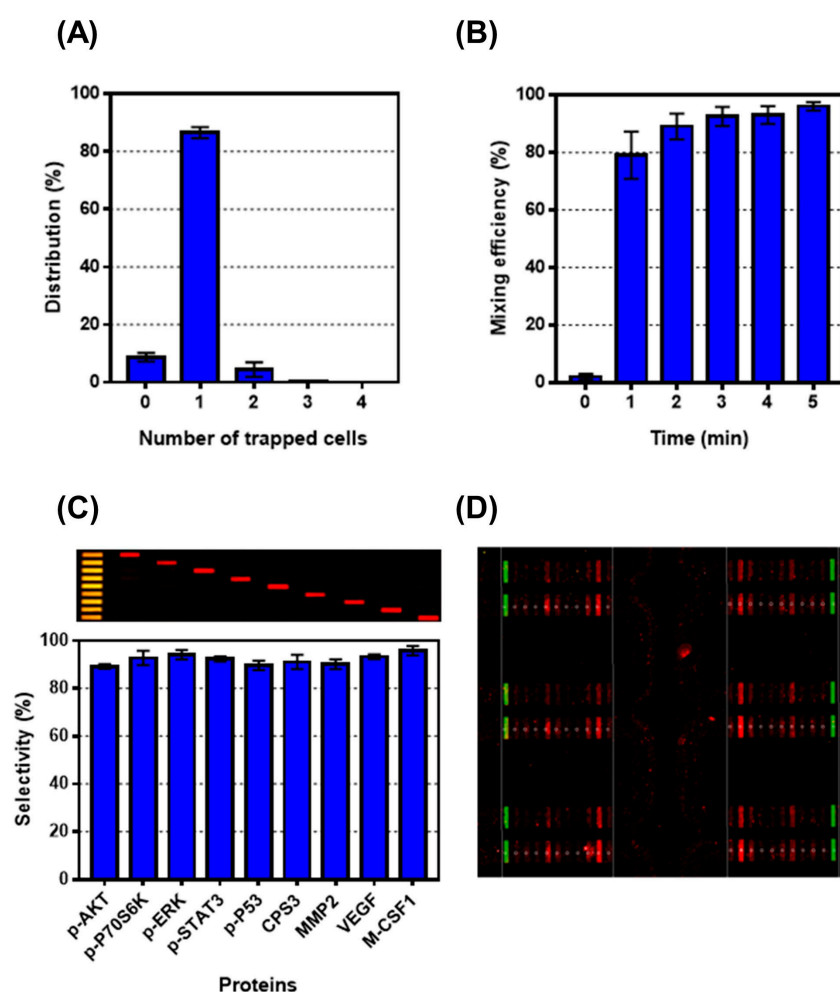 (A)
(B)
100
80
60
40
20
0
Distribution (%)
0 1 2 3 4
Number of trapped cells
100
80
60
40
20
0
Mixing efficiency (%)
0 1 2 3 4 5
Time (min)
(C)
(D)
100
80
60
40
20
0
Selectivity (%)
p-AKT
p-P70S6K
p-ERK
p-STAT3
p-P53
CPS3
MMP2
VEGF
M-CSF1
Proteins